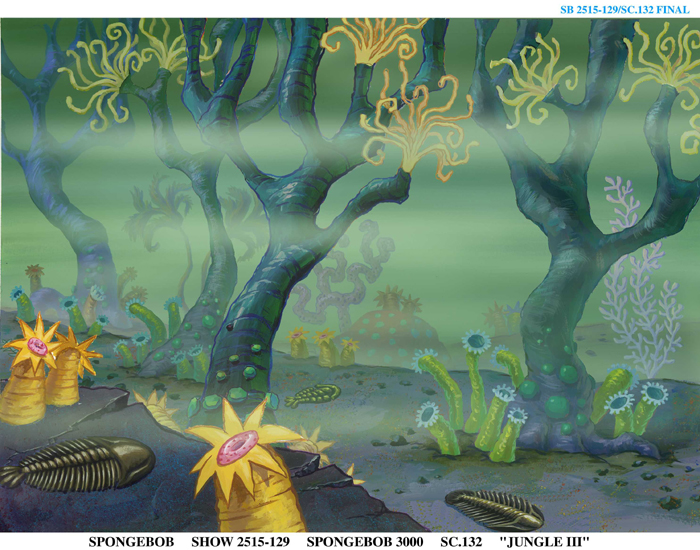 SB 2515-129/SC.132 FINAL
SPONGEBOB SHOW 2515-129 SPONGEBOB 3000 SC.132 "JUNGLE III"